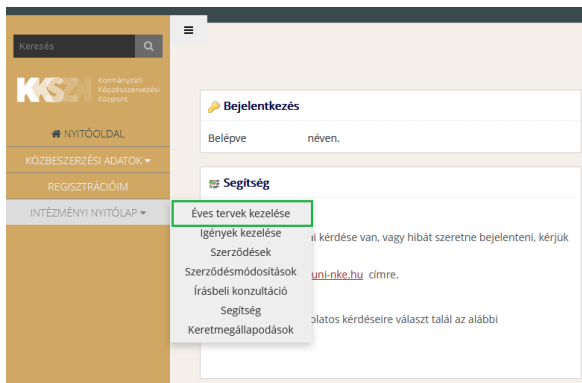 Keresés
KKSZK Kormányzati
Képzésszervezési
Központ
NYITÓOLDAL
KÖZBESZERZÉSI ADATOK
REGISZTRÁCIÓIM
INTÉZMÉNYI NYITÓLAP
Bejelentkezés
Belépve néven.
Segítség
Éves tervek kezelése
Igények kezelése
Szerződések
Szerződésmódosítások
Írásbeli konzultáció
Segítség
Keretmegállapodások
i kérdése van, vagy hibát szeretne bejelenteni, kérjük
uni-nke.hu címre.
olatos kérdéseire választ talál az alábbi